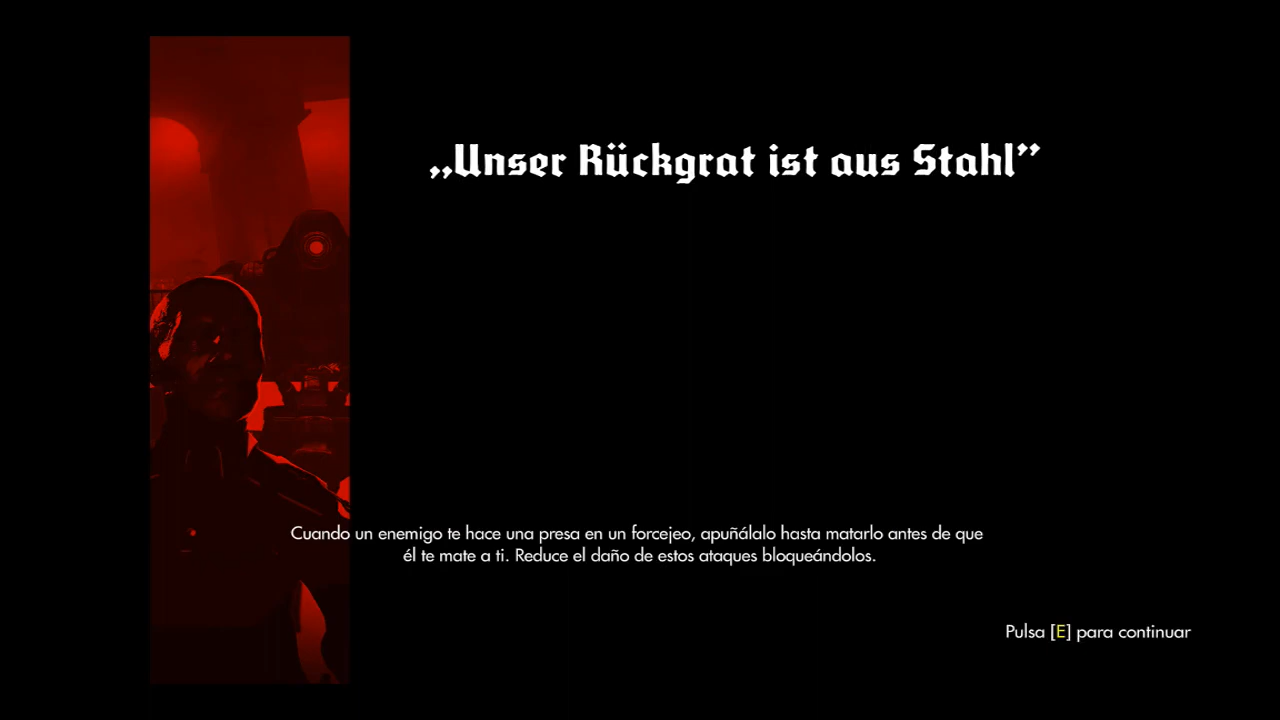 „Unser Rückgrat ist aus Stahl”
Cuando un enemigo te hace una presa en un forcejeo, apuñálalo hasta matarlo antes de que
él te mate a ti. Reduce el daño de estos ataques bloqueándolos.
Pulsa [E] para continuar